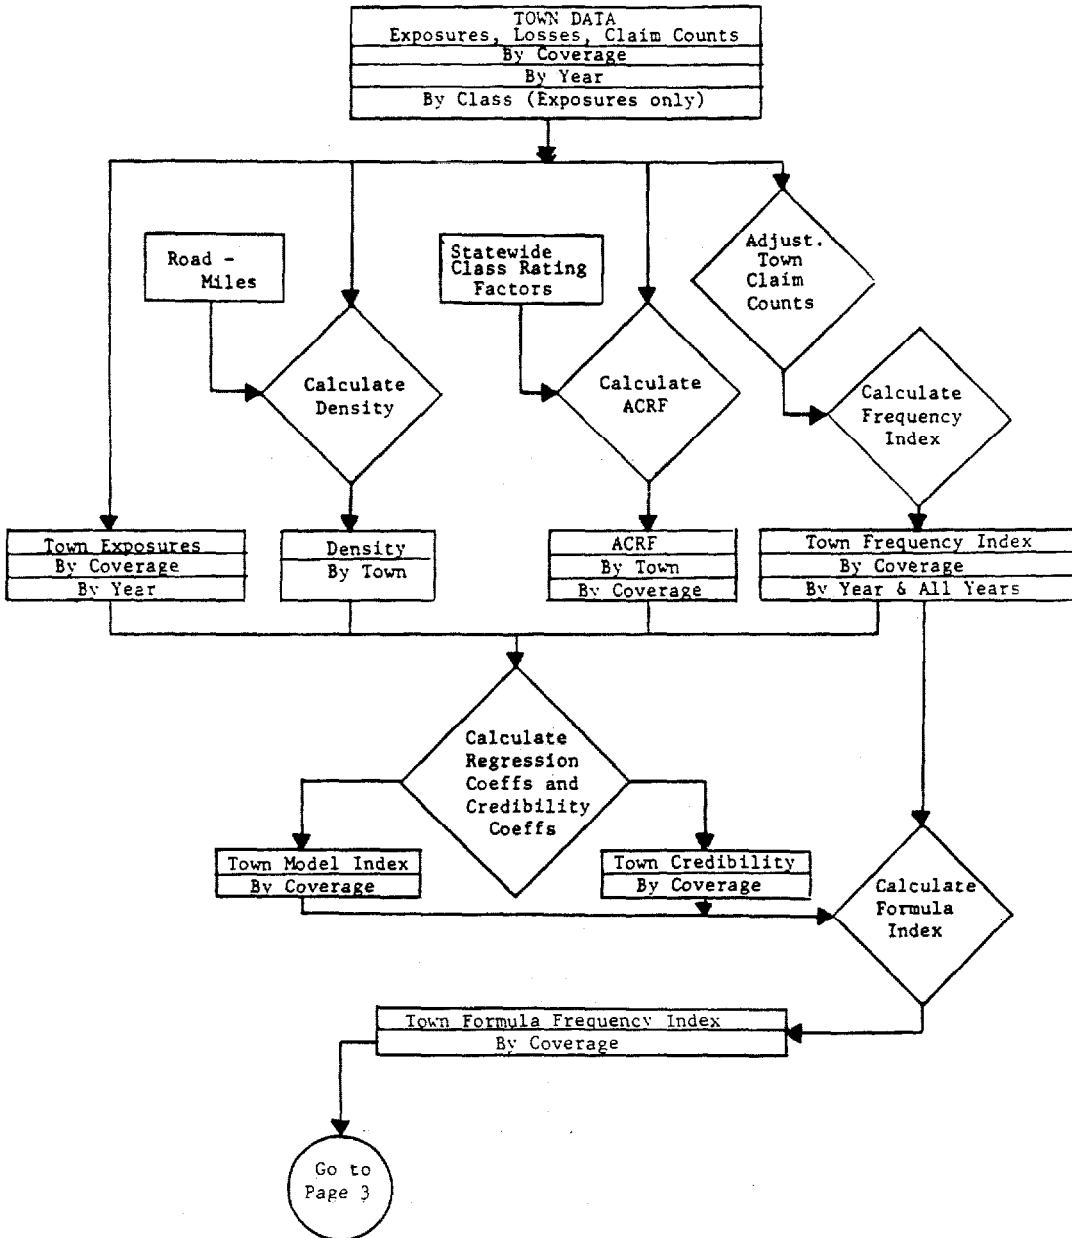 TOWN DATA
Exposures, Losses, Claim Counts
By Coverage
By Year
By Class (Exposures only)
Road -
Miles
Statewide
Class Rating
Factors
Adjust.
Town
Claim
Counts
Calculate
Density
Calculate
ACRF
Calculate
Frequency
Index
Town Exposures
By Coverage
By Year
Density
By Town
ACRF
By Town
By Coverage
Town Frequency Index
By Coverage
By Year & All Years
Calculate
Regression
Coeffs and
Credibility
Coeffs
Town Model Index
By Coverage
Town Credibility
By Coverage
Calculate
Formula
Index
Town Formula Frequency Index
By Coverage
Go to
Page 3